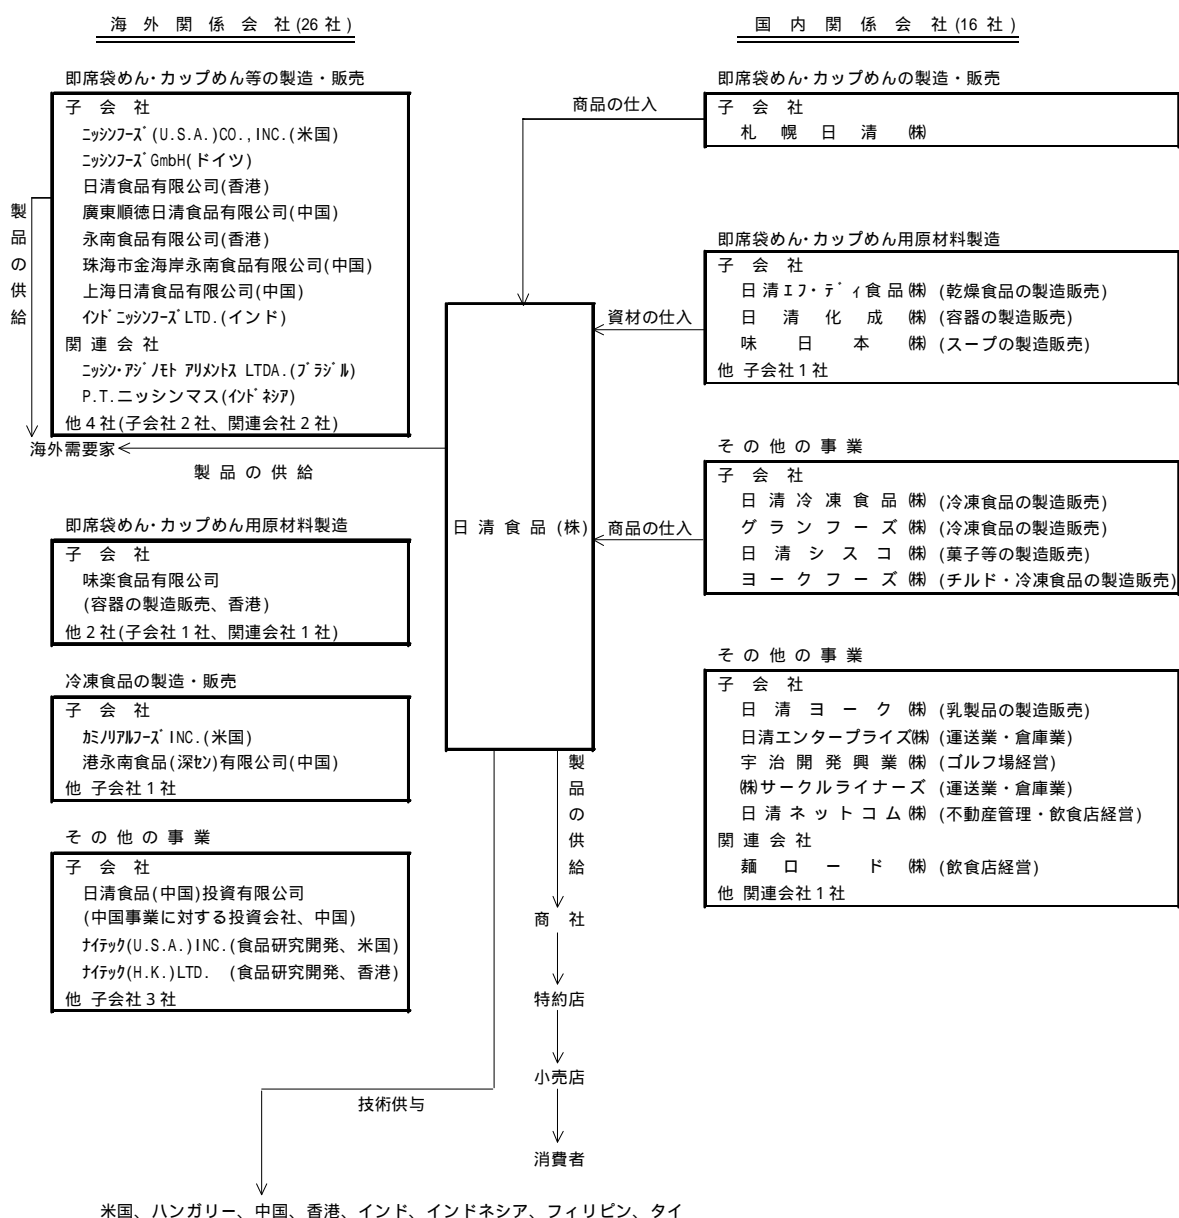 海外関係会社(26社)
即席袋めん・カップめん等の製造・販売
子会社
ニッシンフーズ(U.S.A.)CO.,INC.(米国)
ニッシンフーズGmbH(ドイツ)
日清食品有限公司(香港)
廣東順徳日清食品有限公司(中国)
永南食品有限公司(香港)
珠海市金海岸永南食品有限公司(中国)
上海日清食品有限公司(中国)
インドニッシンフーズLTD.(インド)
関連会社
ニッシン・アジノモト アリメントス LTDA.(ブラジル)
P.T.ニッシンマス(インドネシア)
他4社(子会社2社、関連会社2社)
製品の供給
海外需要家
製品の供給
即席袋めん・カップめん用原材料製造
子会社
味楽食品有限公司
(容器の製造販売、香港)
他2社(子会社1社、関連会社1社)
冷凍食品の製造・販売
子会社
カミノリアルフーズINC.(米国)
港永南食品(深セン)有限公司(中国)
他 子会社1社
その他の事業
子会社
日清食品(中国)投資有限公司
(中国事業に対する投資会社、中国)
ナイテック(U.S.A.)INC.(食品研究開発、米国)
ナイテック(H.K.)LTD. (食品研究開発、香港)
他 子会社3社
日清食品(株)
国内関係会社(16社)
即席袋めん・カップめんの製造・販売
子会社
札幌日清㈱
商品の仕入
即席袋めん・カップめん用原材料製造
子会社
日清エフ・ディ食品㈱(乾燥食品の製造販売)
日清化成㈱(容器の製造販売)
味日本㈱(スープの製造販売)
他 子会社1社
資材の仕入
その他の事業
子会社
日清冷凍食品㈱(冷凍食品の製造販売)
グランフーズ㈱(冷凍食品の製造販売)
日清シスコ㈱(菓子等の製造販売)
ヨークフーズ㈱(チルド・冷凍食品の製造販売)
商品の仕入
その他の事業
子会社
日清ヨーク㈱(乳製品の製造販売)
日清エンタープライズ㈱(運送業・倉庫業)
宇治開発興業㈱(ゴルフ場経営)
㈱サークルライナーズ(運送業・倉庫業)
日清ネットコム㈱(不動産管理・飲食店経営)
関連会社
麺ロード㈱(飲食店経営)
他 関連会社1社
製品の供給
商社
特約店
小売店
消費者
技術供与
米国、ハンガリー、中国、香港、インド、インドネシア、フィリピン、タイ